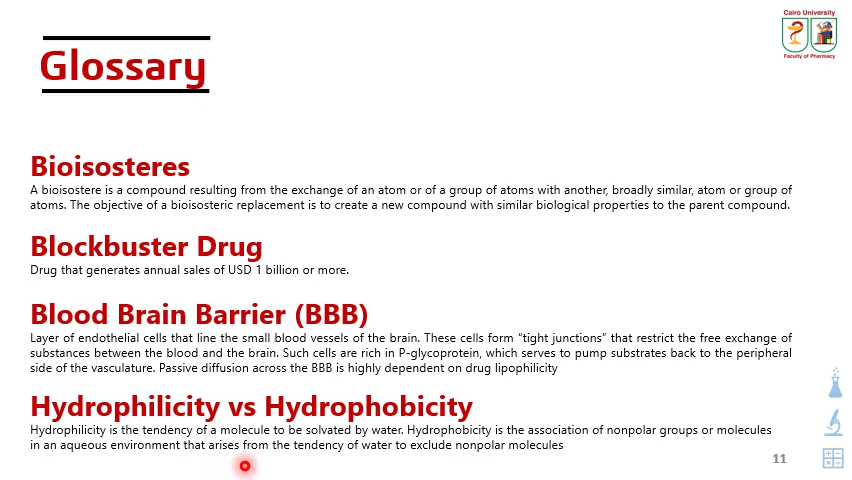 Cairo University
Faculty of Pharmacy
Glossary
Bioisosteres
A bioisostere is a compound resulting from the exchange of an atom or of a group of atoms with another, broadly similar, atom or group of
atoms. The objective of a bioisosteric replacement is to create a new compound with similar biological properties to the parent compound.
Blockbuster Drug
Drug that generates annual sales of USD 1 billion or more.
Blood Brain Barrier (BBB)
Layer of endothelial cells that line the small blood vessels of the brain. These cells form “tight junctions” that restrict the free exchange of
substances between the blood and the brain. Such cells are rich in P-glycoprotein, which serves to pump substrates back to the peripheral
side of the vasculature. Passive diffusion across the BBB is highly dependent on drug lipophilicity
Hydrophilicity vs Hydrophobicity
Hydrophilicity is the tendency of a molecule to be solvated by water. Hydrophobicity is the association of nonpolar groups or molecules
in an aqueous environment that arises from the tendency of water to exclude nonpolar molecules
11